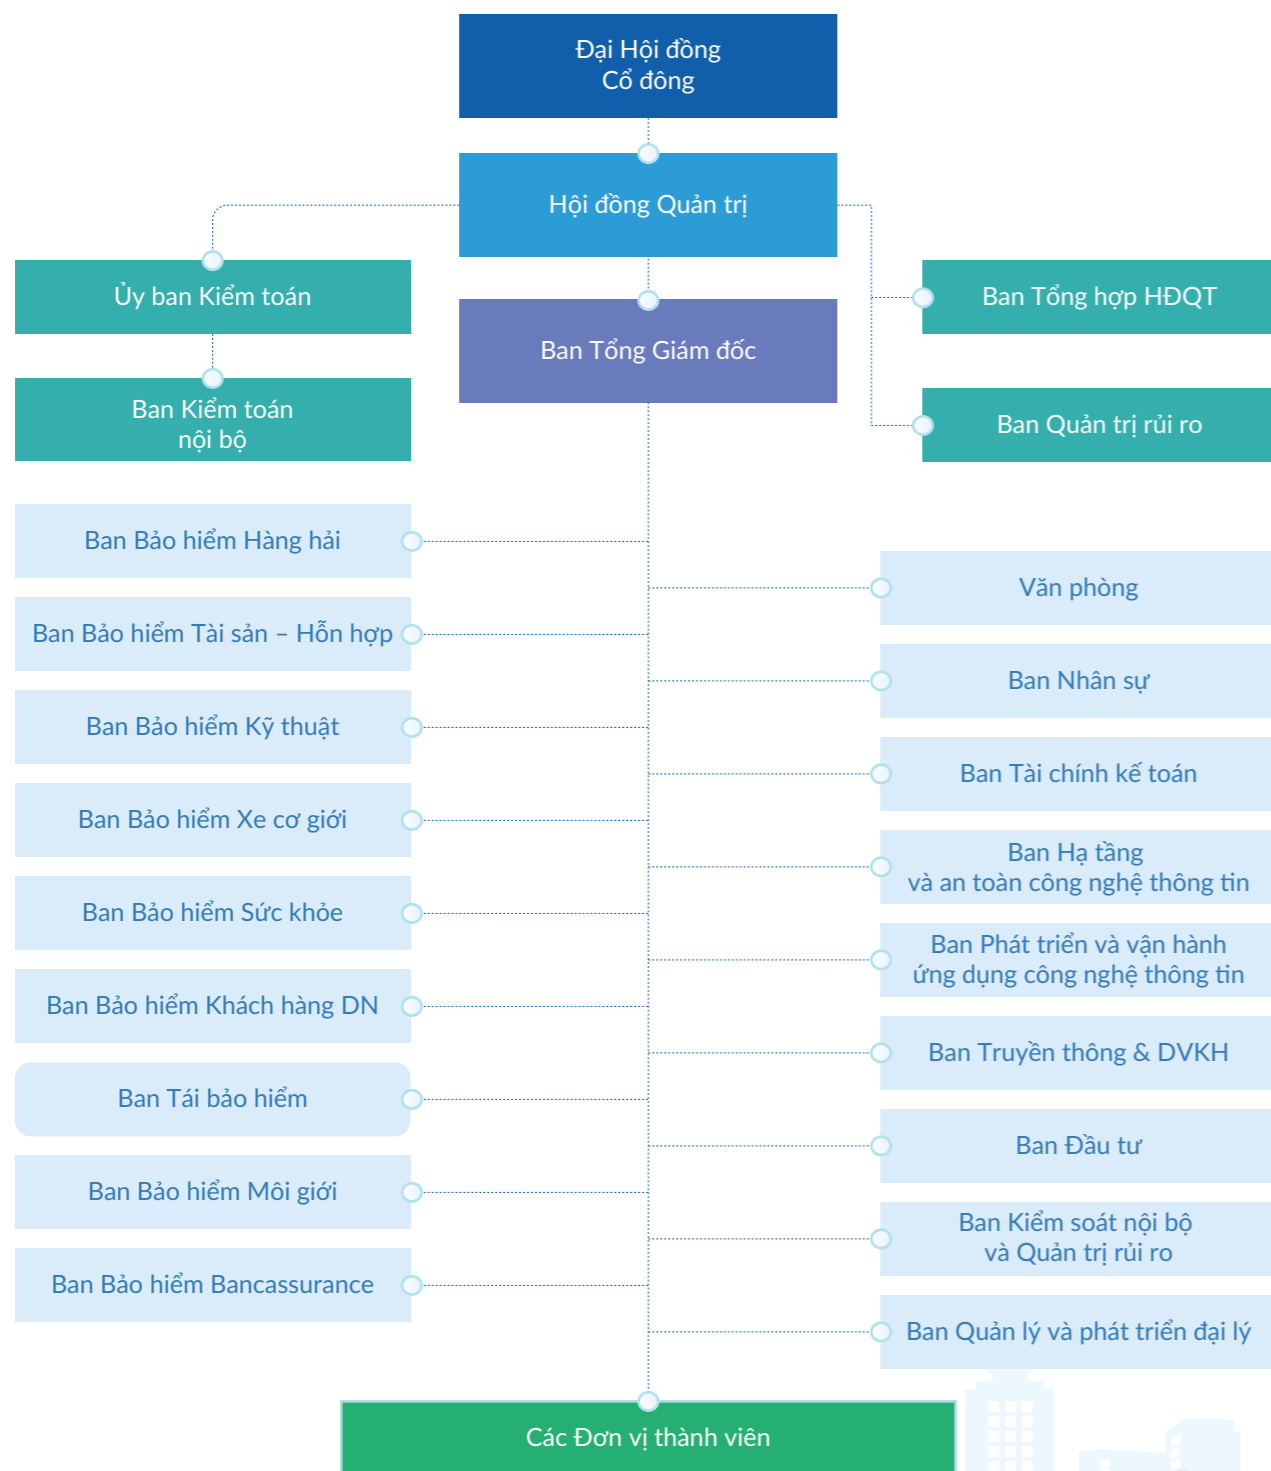 Đại Hội đồng
Cổ đông
Hội đồng Quản trị
Ủy ban Kiểm toán
Ban Tổng hợp HĐQT
Ban Tổng Giám đốc
Ban Kiểm toán
nội bộ
Ban Quản trị rủi ro
Ban Bảo hiểm Hàng hải
Ban Bảo hiểm Tài sản – Hỗn hợp
Ban Bảo hiểm Kỹ thuật
Ban Bảo hiểm Xe cơ giới
Ban Bảo hiểm Sức khỏe
Ban Bảo hiểm Khách hàng DN
Ban Tái bảo hiểm
Ban Bảo hiểm Môi giới
Ban Bảo hiểm Bancassurance
Văn phòng
Ban Nhân sự
Ban Tài chính kế toán
Ban Hạ tầng
và an toàn công nghệ thông tin
Ban Phát triển và vận hành
ứng dụng công nghệ thông tin
Ban Truyền thông & DVKH
Ban Đầu tư
Ban Kiểm soát nội bộ
và Quản trị rủi ro
Ban Quản lý và phát triển đại lý
Các Đơn vị thành viên